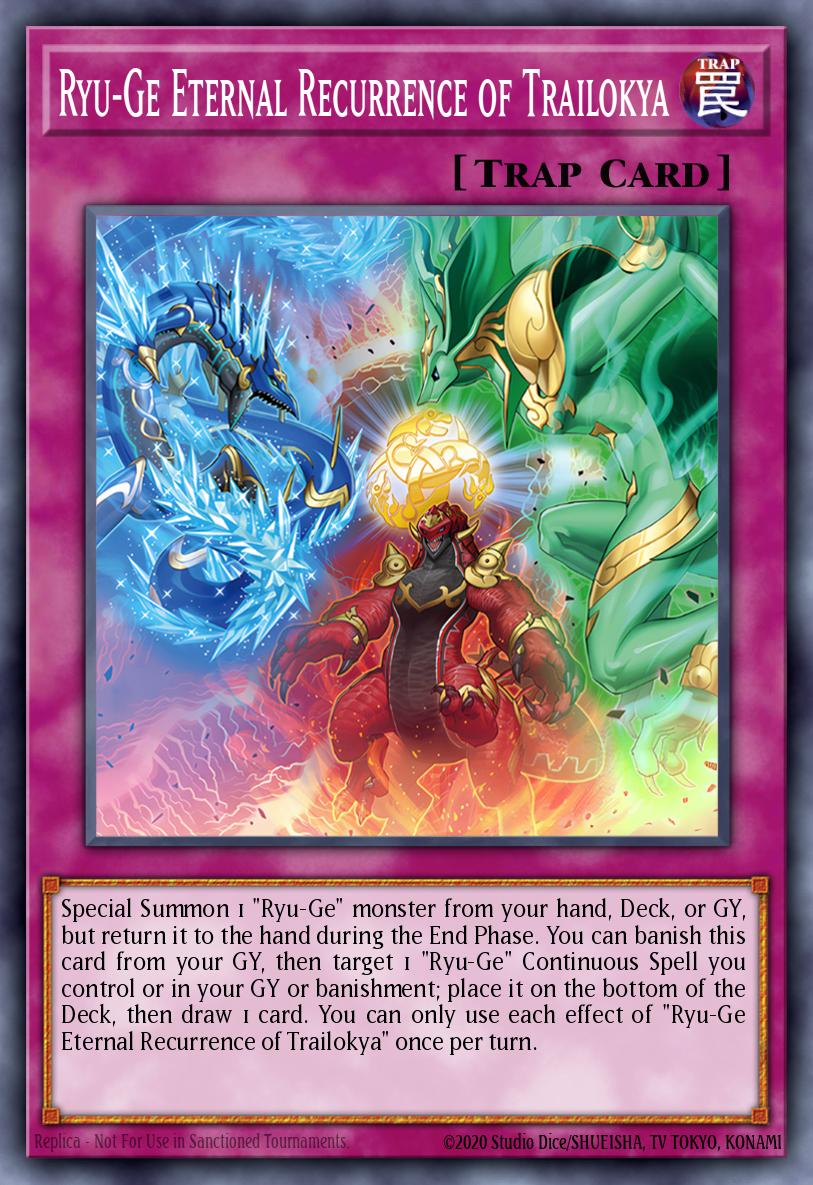 Ryu-Ge Eternal Recurrence of Trailokya
TRAP
罠
[Trap Card]
Special Summon 1 "Ryu-Ge" monster from your hand, Deck, or GY,
but return it to the hand during the End Phase. You can banish this
card from your GY, then target 1 "Ryu-Ge" Continuous Spell you
control or in your GY or banishment; place it on the bottom of the
Deck, then draw 1 card. You can only use each effect of "Ryu-Ge
Eternal Recurrence of Trailokya" once per turn.
Replica - Not For Use in Sanctioned Tournaments.
©2020 Studio Dice/SHUEISHA, TV TOKYO, KONAMI